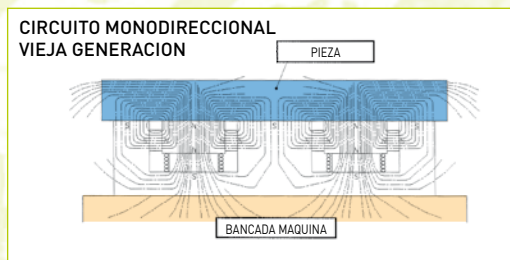 CIRCUITO MONODIRECCIONAL
VIEJA GENERACION
PIEZA
BANCADA MAQUINA